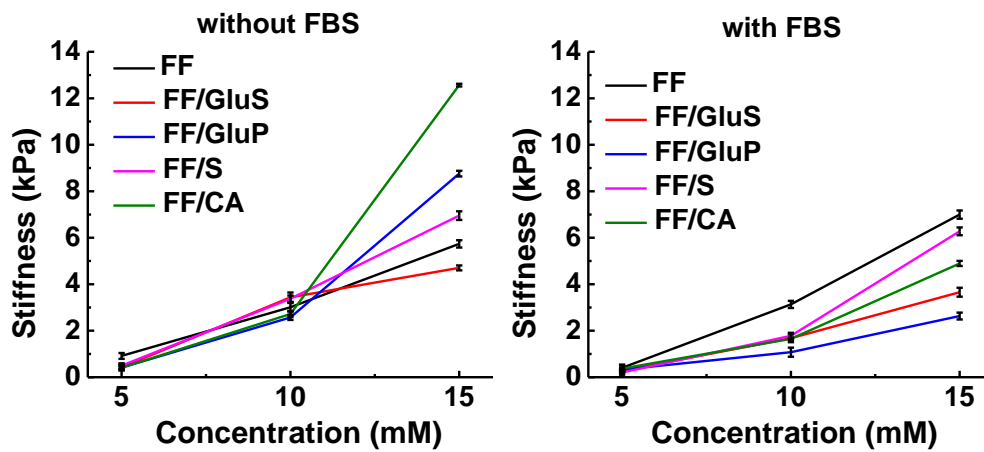 without FBS
Stiffness (kPa)
14
12
10
8
6
4
2
0
FF
FF/GluS
FF/GluP
FF/S
FF/CA
5
10
15
Concentration (mM)
with FBS
Stiffness (kPa)
14
12
10
8
6
4
2
0
FF
FF/GluS
FF/GluP
FF/S
FF/CA
5
10
15
Concentration (mM)